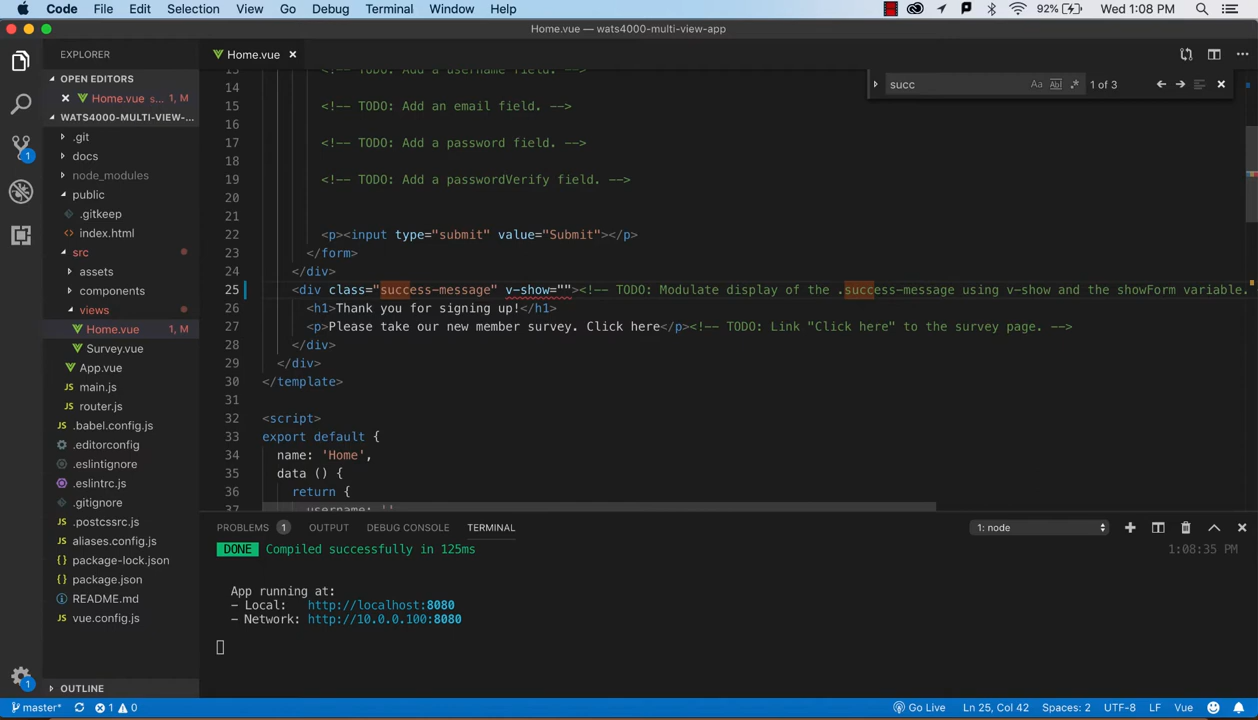 Code File Edit Selection View Go Debug Terminal Window Help 92% Wed 1:08 PM
Home.vue — wats4000-multi-view-app
EXPLORER
Home.vue
OPEN EDITORS
Home.vue s... 1, M
WATS4000-MULTI-VIEW-...
.git
docs
node_modules
public
.gitkeep
index.html
src
assets
components
views
Home.vue 1, M
Survey.vue
App.vue
main.js
router.js
.babel.config.js
.editorconfig
.eslintignore
.eslintrc.js
.gitignore
.postcssrc.js
aliases.config.js
package-lock.json
package.json
README.md
vue.config.js
OUTLINE
succ Aa Abl .* 1 of 3
13 <!-- TODO: Add a username field. -->
14
15 <!-- TODO: Add an email field. -->
16
17 <!-- TODO: Add a password field. -->
18
19 <!-- TODO: Add a passwordVerify field. -->
20
21
22 <p><input type="submit" value="Submit"></p>
23 </form>
24 </div>
25 <div class="success-message" v-show=""><!-- TODO: Modulate display of the .success-message using v-show and the showForm variable.
26 <h1>Thank you for signing up!</h1>
27 <p>Please take our new member survey. Click here</p><!-- TODO: Link "Click here" to the survey page. -->
28 </div>
29 </div>
30 </template>
31
32 <script>
33 export default {
34 name: 'Home',
35 data () {
36 return {
37 username: ''
PROBLEMS 1 OUTPUT DEBUG CONSOLE TERMINAL 1: node
DONE Compiled successfully in 125ms 1:08:35 PM
App running at:
- Local: http://localhost:8080
- Network: http://10.0.0.100:8080
1
1
master* 1 0 Go Live Ln 25, Col 42 Spaces: 2 UTF-8 LF Vue